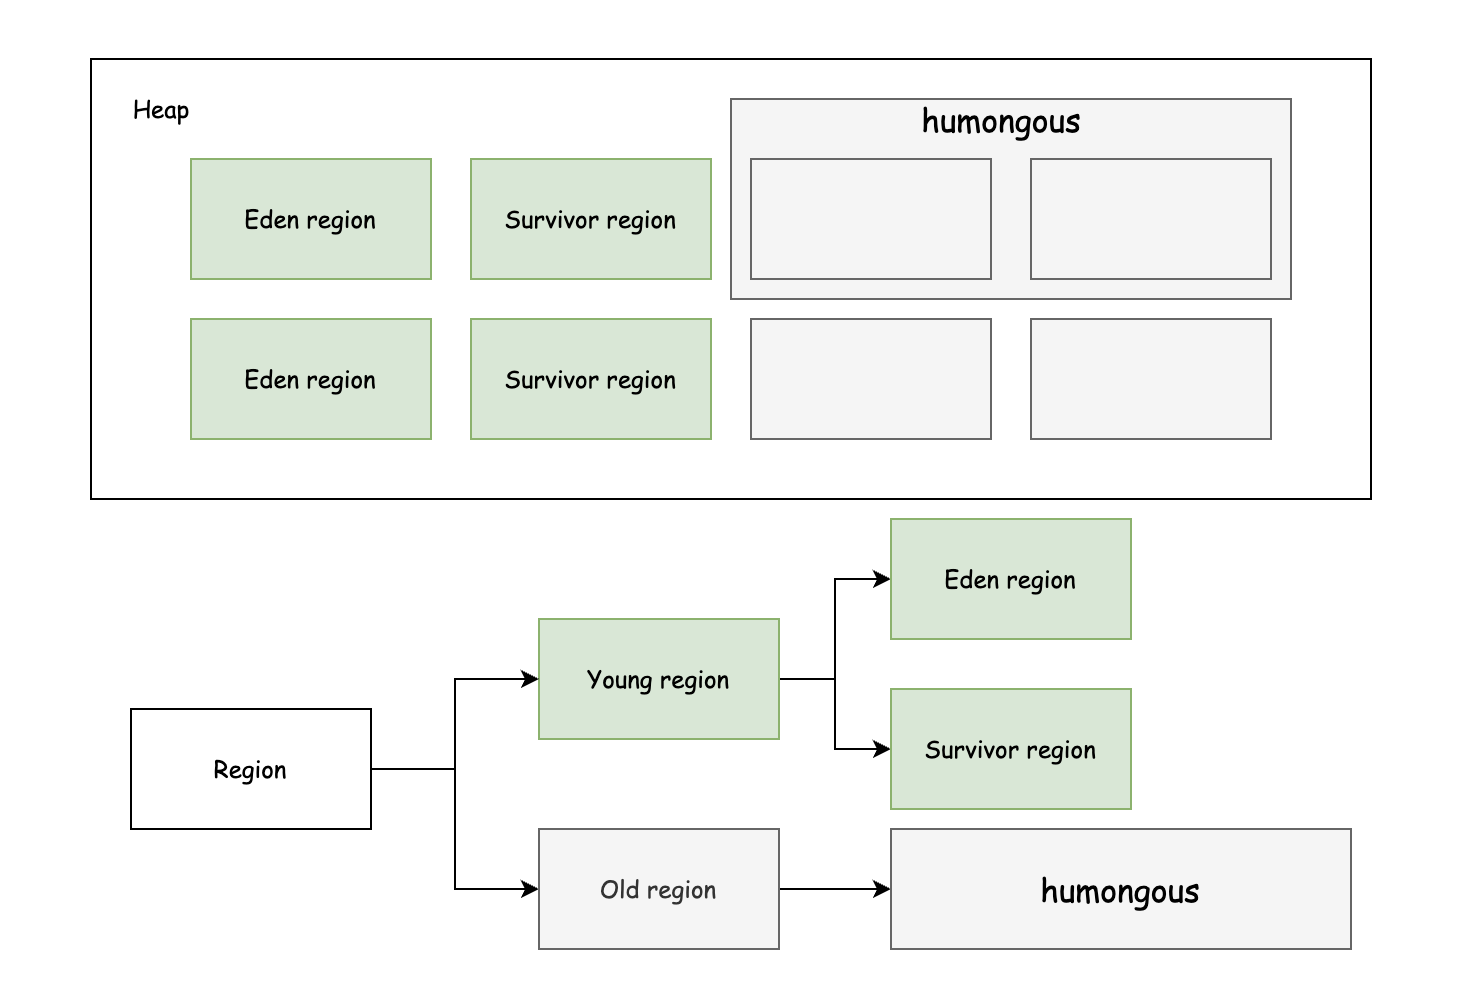 Heap
humongous
Eden region
Survivor region
Eden region
Survivor region
Eden region
Young region
Survivor region
Region
Old region
humongous